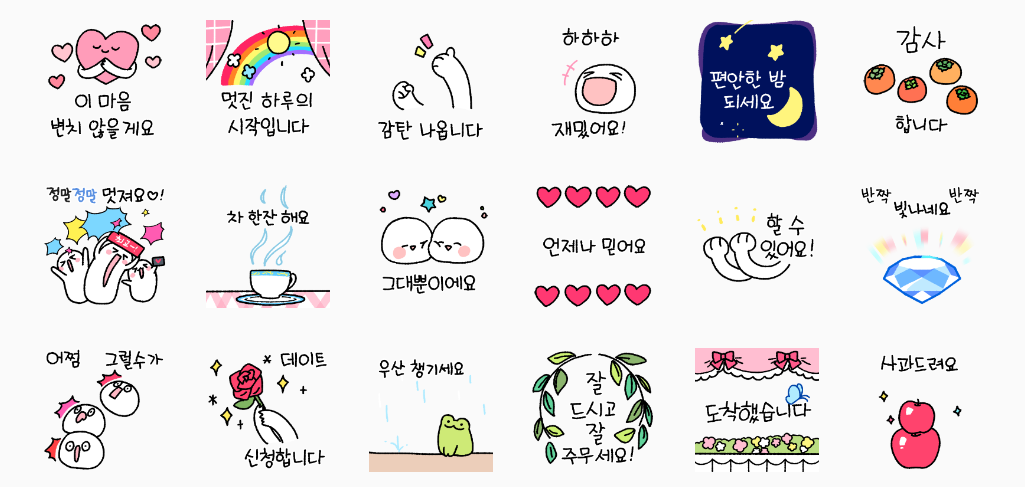 이 마음
변치 않을게요
멋진 하루의
시작입니다
감탄 나옵니다
하하하
재밌어요!
편안한 밤
되세요
감사
합니다
정말정말 멋져요♡!
최고~!
차 한잔 해요
그대뿐이에요
언제나 믿어요
할 수
있어요!
반짝 빛나네요 반짝
어쩜 그럴수가
* 데이트
*
신청합니다
우산 챙기세요
잘
드시고
잘
주무세요!
도착했습니다
사과드려요